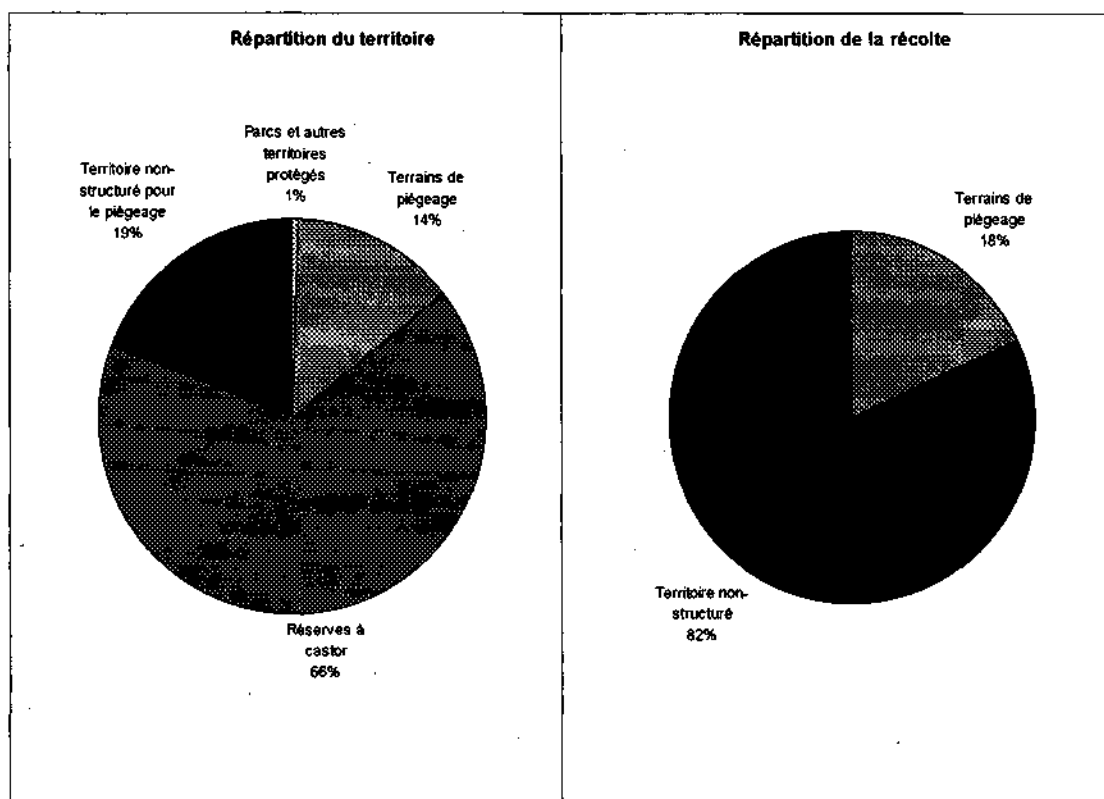 Répartition du territoire
Parcs et autres
territoires
protégés
1%
Territoire non-
structuré pour
le piégeage
19%
Terrains de
piégeage
14%
Réserves à
castor
66%
Répartition de la récolte
Terrains de
piégeage
18%
Territoire non-
structuré
82%